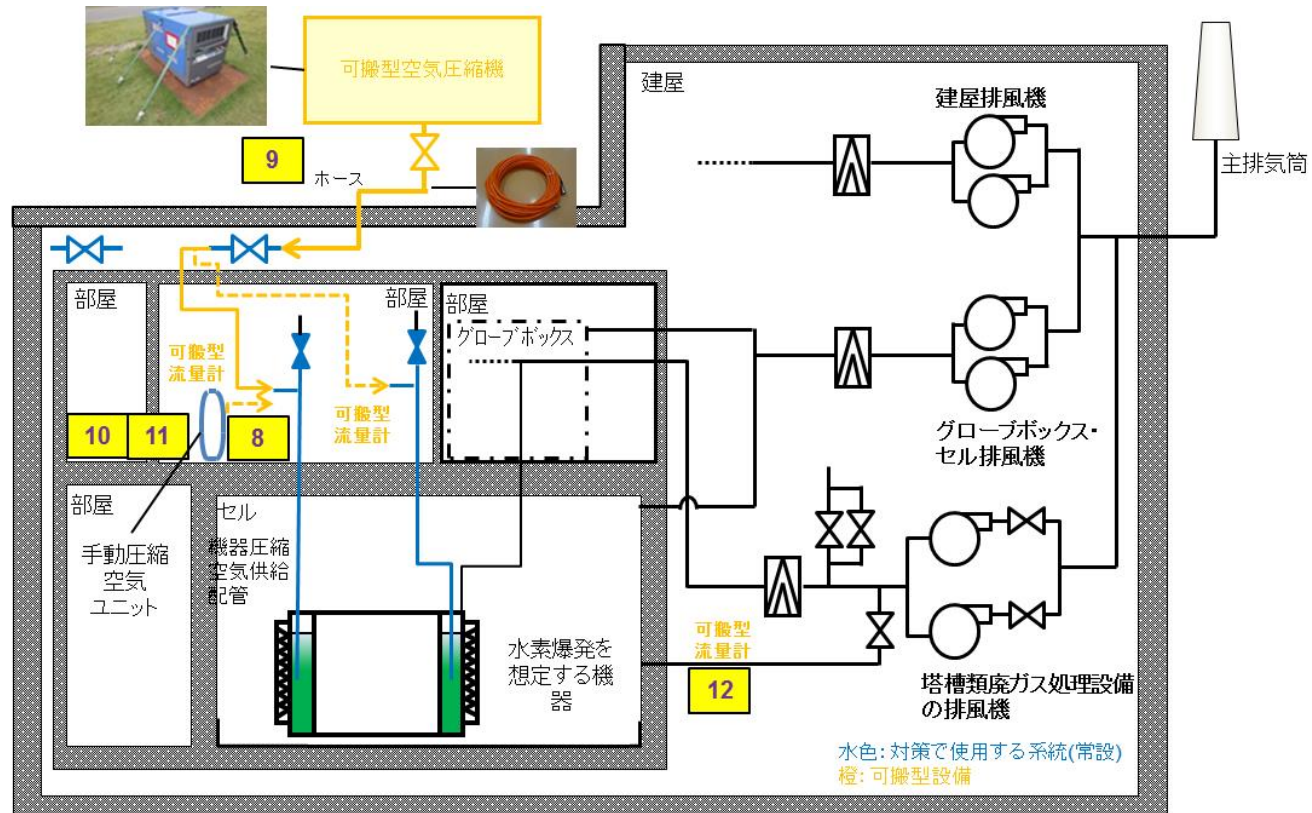 可搬型空気圧縮機
建屋
建屋排風機
主排気筒
9
ホース
部屋
部屋
部屋
グローブボックス
可搬型
流量計
可搬型
流量計
10
11
8
グローブボックス・
セル排風機
部屋
手動圧縮
空気
ユニット
セル
機器圧縮
空気供給
配管
水素爆発を
想定する機
器
可搬型
流量計
12
塔槽類廃ガス処理設備
の排風機
水色:対策で使用する系統(常設)
橙:可搬型設備